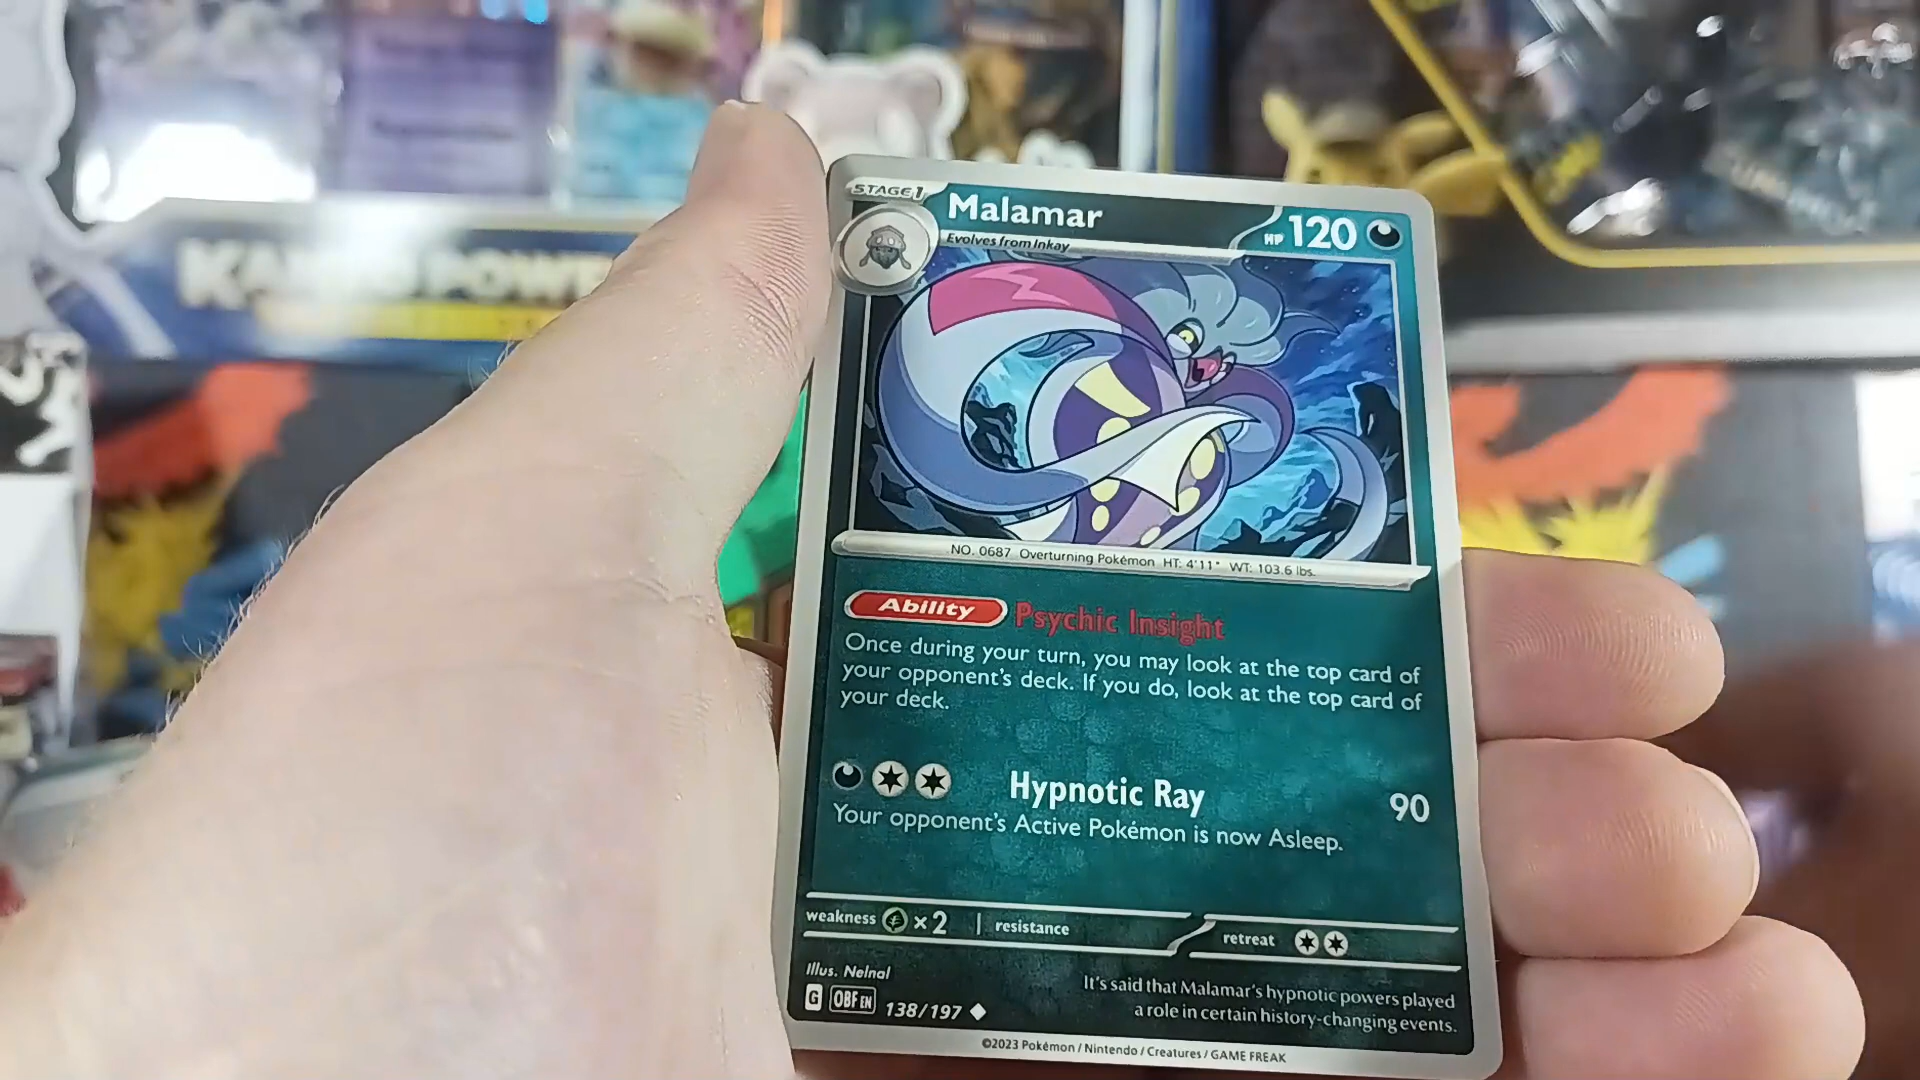 STAGE 1
Malamar
HP 120
Evolves from Inkay
NO. 0687 Overturning Pokémon HT: 4'11" WT: 103.6 lbs.
Ability Psychic Insight
Once during your turn, you may look at the top card of
your opponent's deck. If you do, look at the top card of
your deck.
Hypnotic Ray 90
Your opponent's Active Pokémon is now Asleep.
weakness ×2 | resistance
retreat
Illus. Nelnal
G OBF EN 138/197
It's said that Malamar's hypnotic powers played
a role in certain history-changing events.
©2023 Pokémon / Nintendo / Creatures / GAME FREAK